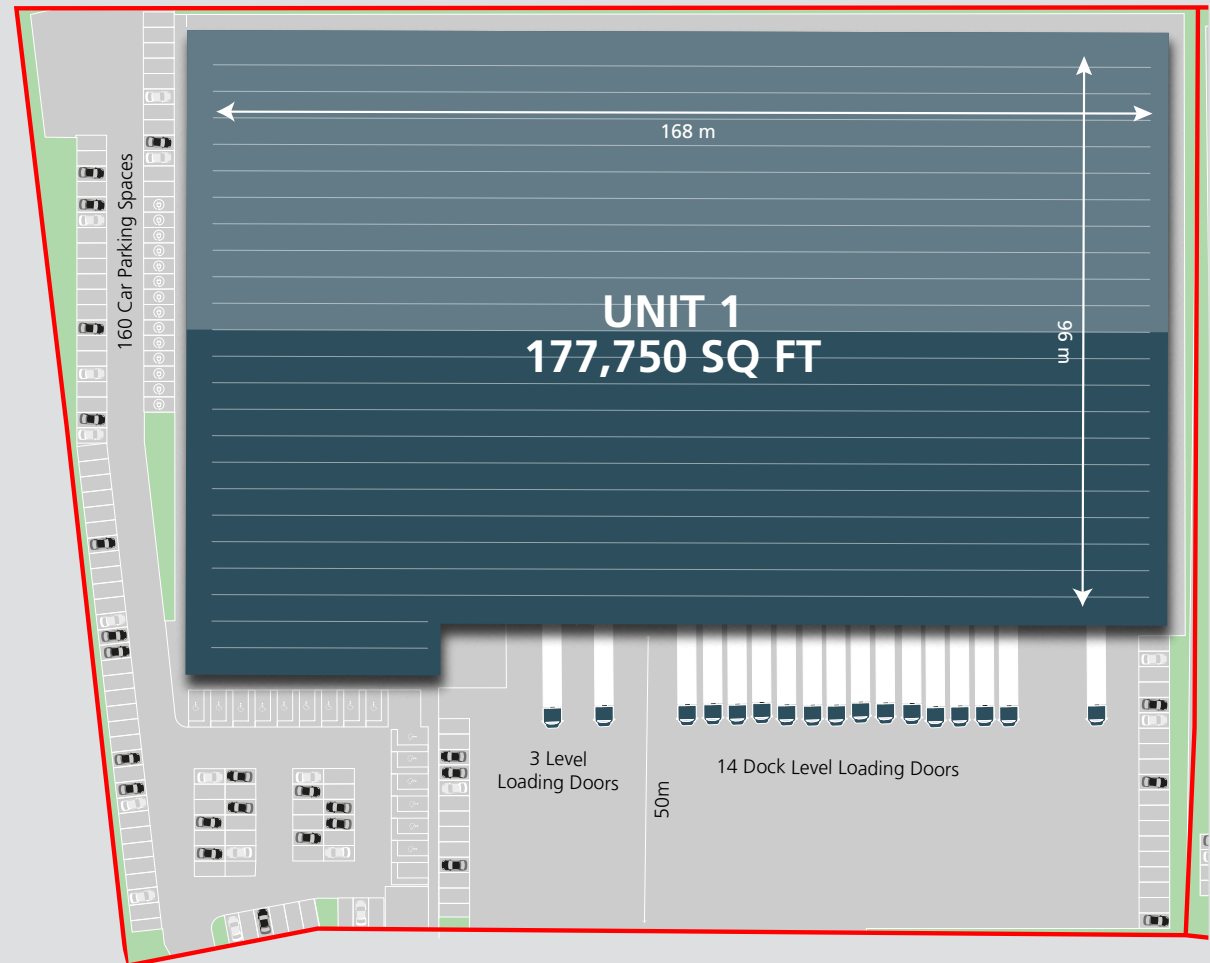 168 m
160 Car Parking Spaces
UNIT 1
177,750 SQ FT
96 m
3 Level
Loading Doors
14 Dock Level Loading Doors
50m